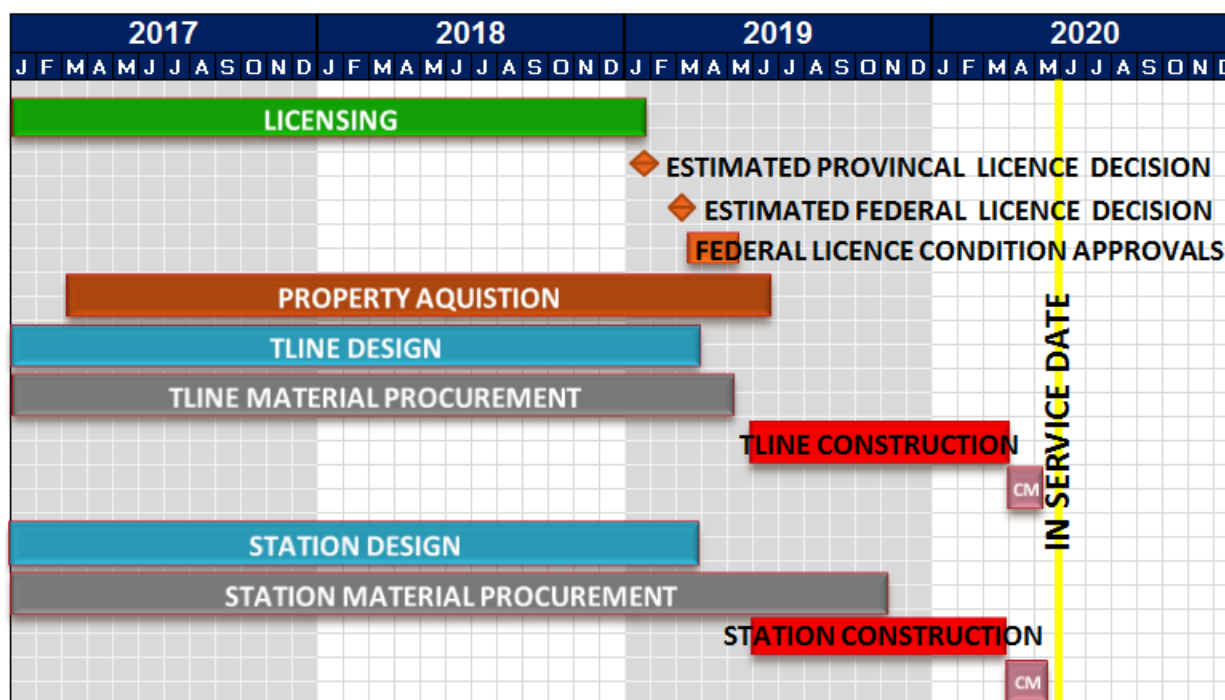 2017 2018 2019 2020
J F M A M J J A S O N D J F M A M J J A S O N D J F M A M J J A S O N D J F M A M J J A S O N D
LICENSING
ESTIMATED PROVINCAL LICENCE DECISION
ESTIMATED FEDERAL LICENCE DECISION
FEDERAL LICENCE CONDITION APPROVALS
PROPERTY AQUISTION
TLINE DESIGN
TLINE MATERIAL PROCUREMENT
TLINE CONSTRUCTION
CM
IN SERVICE DATE
STATION DESIGN
STATION MATERIAL PROCUREMENT
STATION CONSTRUCTION
CM